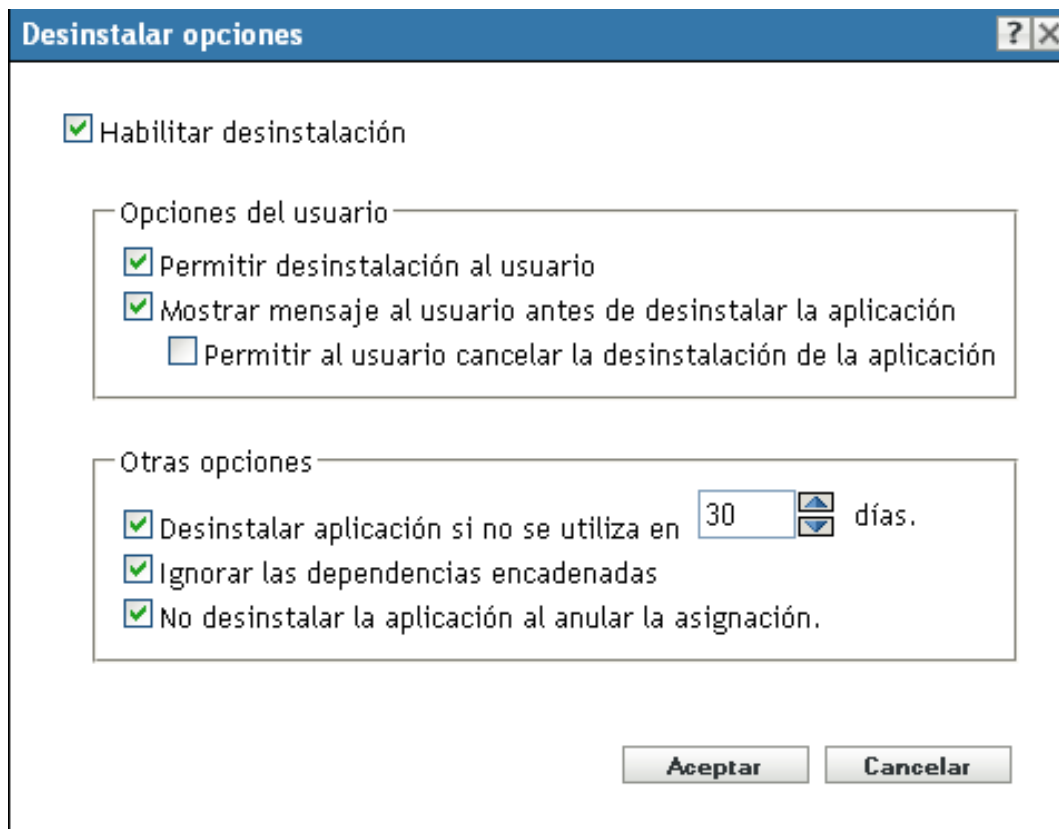 Desinstalar opciones
Habilitar desinstalación
Opciones del usuario
Permitir desinstalación al usuario
Mostrar mensaje al usuario antes de desinstalar la aplicación
Permitir al usuario cancelar la desinstalación de la aplicación
Otras opciones
Desinstalar aplicación si no se utiliza en 30 días.
Ignorar las dependencias encadenadas
No desinstalar la aplicación al anular la asignación.
Aceptar Cancelar